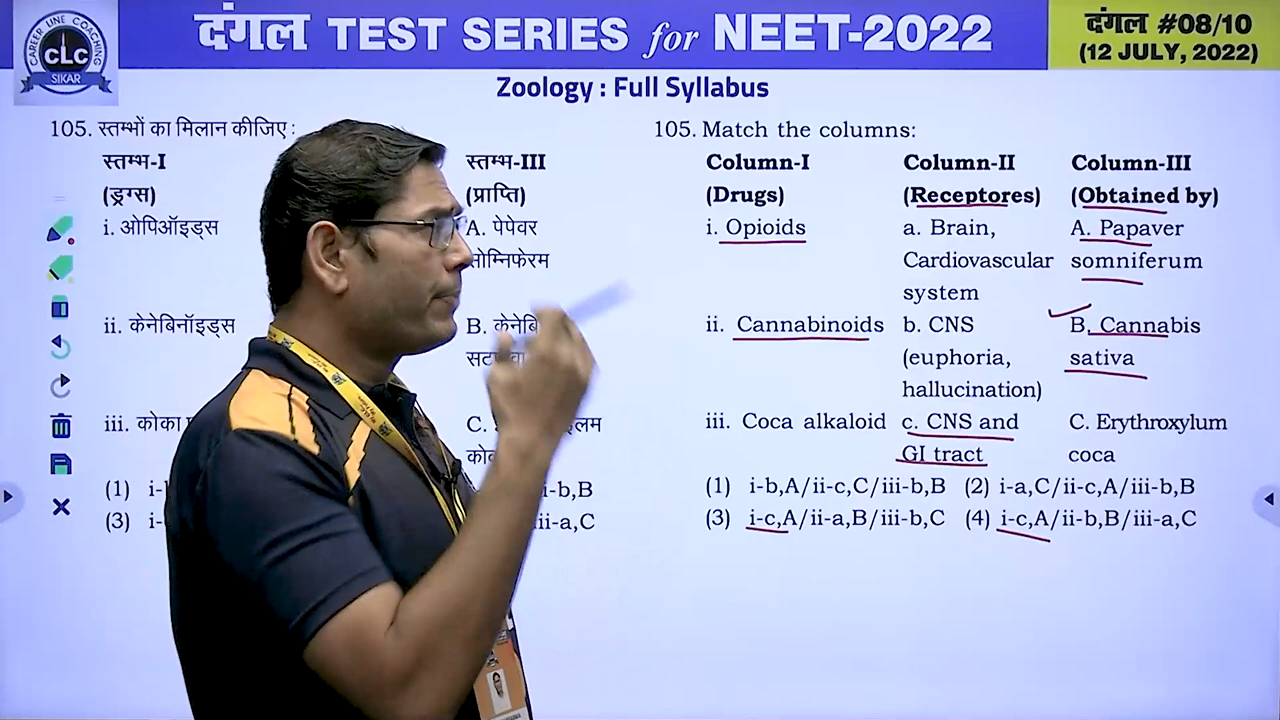 CAREER LINE COACHING
CLC
SIKAR
दंगल TEST SERIES for NEET-2022
दंगल #08/10
(12 JULY, 2022)
Zoology : Full Syllabus
105. स्तम्भों का मिलान कीजिए :
स्तम्भ-I स्तम्भ-III
(ड्रग्स) (प्राप्ति)
i. ओपिऑइड्स A. पेपेवर
ii. केनेबिनॉइड्स B.
iii. कोका C.
(1) i-b,B
(3) iii-a,C
105. Match the columns:
Column-I Column-II Column-III
(Drugs) (Receptores) (Obtained by)
i. Opioids a. Brain, A. Papaver
Cardiovascular somniferum
system
ii. Cannabinoids b. CNS B. Cannabis
(euphoria, sativa
hallucination)
iii. Coca alkaloid c. CNS and C. Erythroxylum
GI tract coca
(1) i-b,A/ii-c,C/iii-b,B (2) i-a,C/ii-c,A/iii-b,B
(3) i-c,A/ii-a,B/iii-b,C (4) i-c,A/ii-b,B/iii-a,C